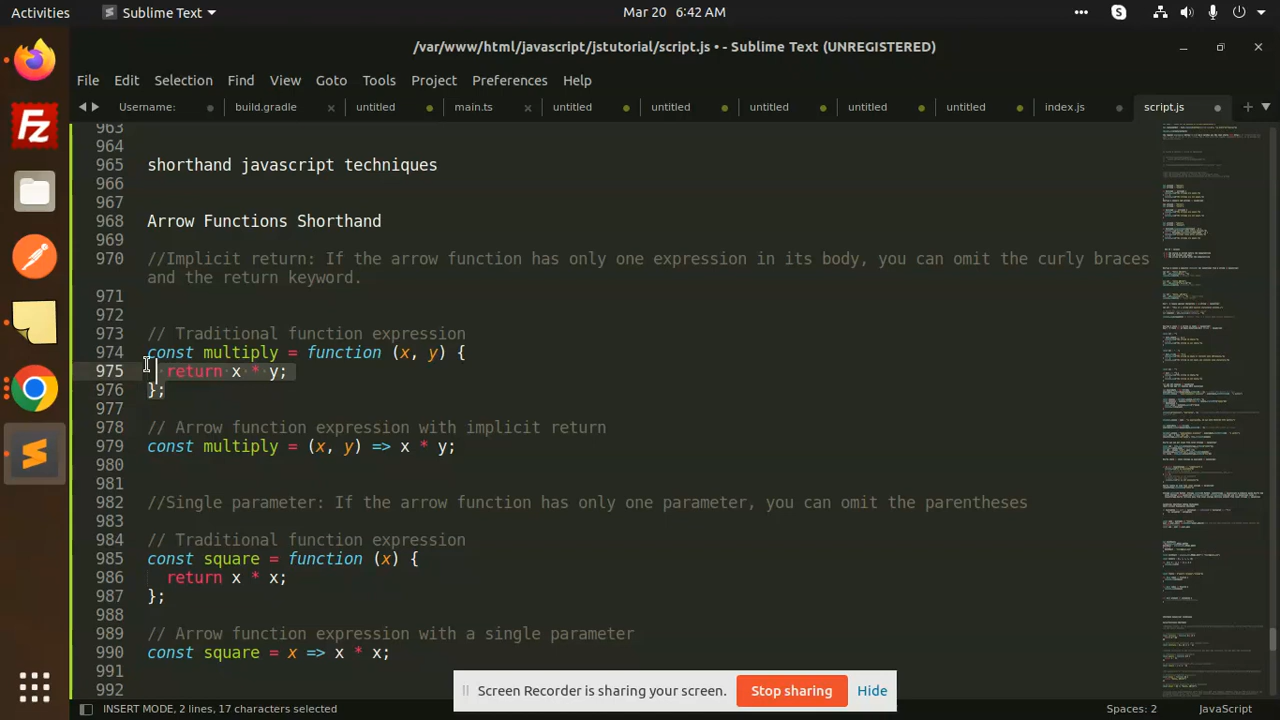 Activities
Sublime Text
Mar 20 6:42 AM
/var/www/html/javascript/jstutorial/script.js • - Sublime Text (UNREGISTERED)
File Edit Selection Find View Goto Tools Project Preferences Help
Username: build.gradle untitled main.ts untitled untitled untitled untitled untitled index.js script.js
963
964
965 shorthand javascript techniques
966
967
968 Arrow Functions Shorthand
969
970 //Implicit return: If the arrow function has only one expression in its body, you can omit the curly braces
and the return keyword.
971
972
973 // Traditional function expression
974 const multiply = function (x, y) {
975 return x * y;
976 };
977
978 // Arrow function expression with implicit return
979 const multiply = (x, y) => x * y;
980
981
982 //Single parameter: If the arrow function has only one parameter, you can omit the parentheses
983
984 // Traditional function expression
985 const square = function (x) {
986 return x * x;
987 };
988
989 // Arrow function expression with a single parameter
990 const square = x => x * x;
991
992
Screen Recorder is sharing your screen. Stop sharing Hide
INSERT MODE, 2 lines, 17 characters selected
Spaces: 2
JavaScript